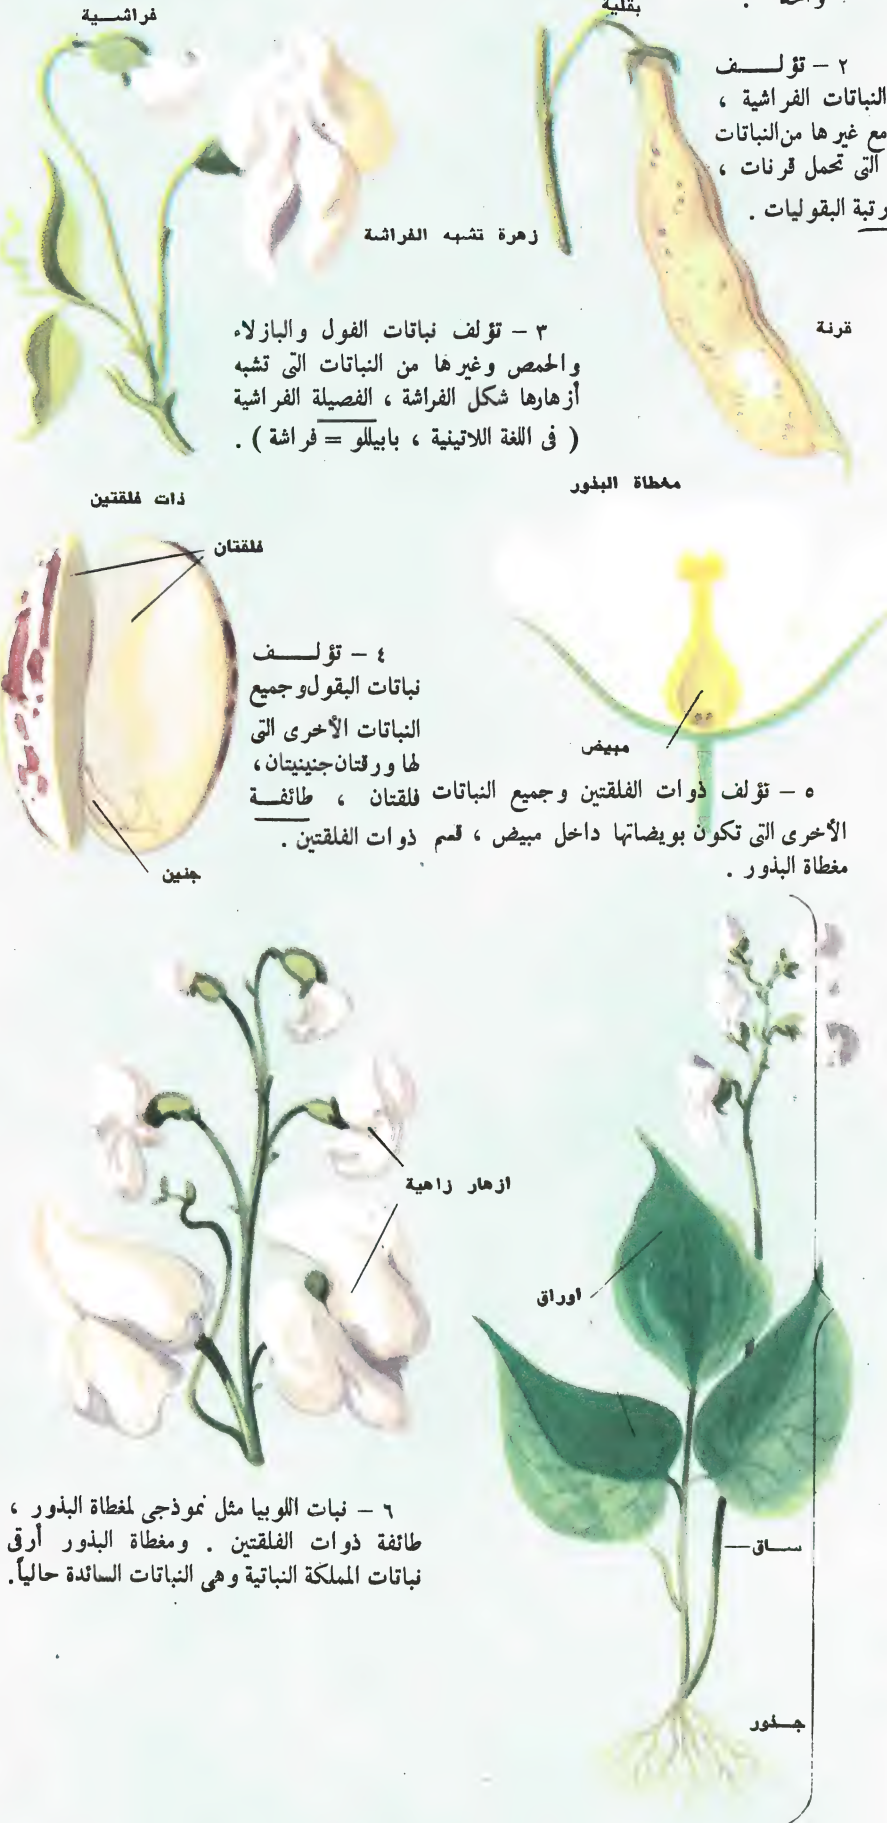 فراشية
بقلية
٢ – تؤلف
النباتات الفراشية ،
مع غيرها من النباتات
التى تحمل قرنات ،
رتبة البقوليات .
زهرة تشبه الفراشة
قرنة
٣ – تؤلف نباتات الفول والبازلاء
والحمص وغيرها من النباتات التى تشبه
أزهارها شكل الفراشة ، الفصيلة الفراشية
( فى اللغة اللاتينية ، بابيللو = فراشة ) .
مغطاة البذور
ذات فلقتين
فلقتان
٤ – تؤلف
نباتات البقول وجميع
النباتات الأخرى التى
لها ورقتان جنينيتان ،
فلقتان ، طائفة
ذوات الفلقتين .
جنين
مبيض
٥ – تؤلف ذوات الفلقتين وجميع النباتات
الأخرى التى تكون بويضاتها داخل مبيض ، قسم
مغطاة البذور .
ازهار زاهية
اوراق
٦ – نبات اللوبيا مثل نموذجى لمغطاة البذور ،
طائفة ذوات الفلقتين . ومغطاة البذور أرقى
نباتات المملكة النباتية وهى النباتات السائدة حالياً .
ساق
جذور